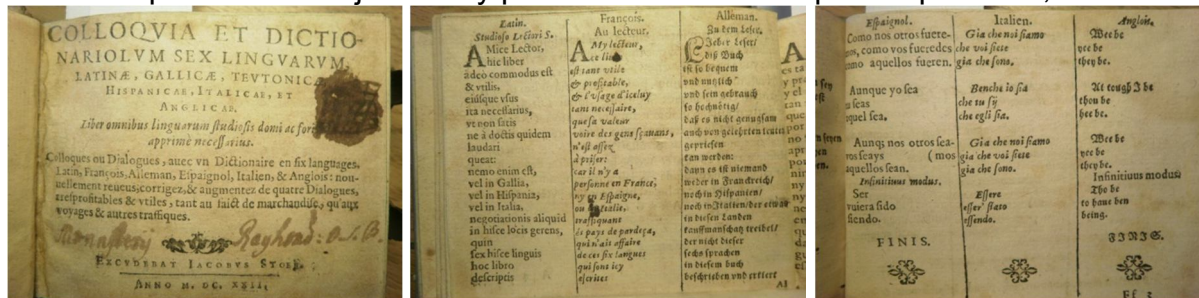 COLLOQVIA ET DICTIO-
NARIOLVM SEX LINGVARVM,
LATINÆ, GALLICÆ, TEVTONICÆ
HISPANICAE, ITALICAE, ET
ANGLICAE.
Liber omnibus linguarum ſtudioſis domi ac
apprimè neceſſarius.
Colloques ou Dialogues, auec vn Dictionaire en ſix languages,
Latin, François, Alleman, Eſpaignol, Italien, & Anglois: nou-
uellement reueus, corrigez, & augmentez de quatre Dialogues,
treſprofitables & vtiles, tant au faict de marchandiſe, qu'aux
voyages & autres traffiques.
EXCVDEBAT IACOBVS STOER.
ANNO M. DC. XXII.
Latin.
Studioſo Lectori S.
AMice Lector,
hic liber
adeo commodus eſt
& vtilis,
eiúſque vſus
ita neceſſarius,
vt non ſatis
ne à doctis quidem
laudari
queat:
nemo enim eſt,
vel in Gallia,
vel in Hiſpania,
vel in Italia,
negotiationis aliquid
in hiſce locis gerens,
quin
ſex hiſce linguis
hoc libro
deſcriptis
François.
Au lecteur.
AMy lecteur,
ce
eſt tant vtile
& profitable,
& l'vſage d'iceluy
tant neceſſaire,
que ſa valeur
voire des gens ſçauans,
n'eſt aſſez
à priſer:
car il n'y a
perſonne en France,
ny en Eſpaigne,
ou Italie,
traffiquant
és pays de pardeça,
qui n'ait affaire
de ces ſix langues
qui ſont icy
eſcrites
Alleman.
Zu dem Leſer.
LIeber Leſer/
diß Buch
iſt ſo bequem
vnd nutzlich
vnd ſein gebrauch
ſo hochnötig/
daß es nicht genugſam
auch von gelehrten leuten
geprieſen
kan werden:
dann es iſt niemand
weder in Franckreich/
noch in Hiſpanien/
noch in Italien/der etwan
in dieſen Landen
kauffmanſchafft treibet/
der nicht dieſer
ſechs ſprachen
in dieſem buch
beſchrieben vnd erklert
Eſpaignol.
Como nos otros fuere-
mos, como vos fueredes
como aquellos fueren.
Aunque yo ſea
tu ſeas
aquel ſea.
Aunq; nos otros ſea-
vos ſeays (mos
aquellos ſean.
Infinitiuus modus.
Ser
vuiera ſido
ſiendo.
FINIS.
Italien.
Gia che noi ſiamo
che voi ſiete
gia che ſono.
Benche io ſia
che tu ſij
che egli ſia.
Gia che noi ſiamo
gia che voi ſiete
gia che ſono.
Eſſere
eſſer' ſtato
eſſendo.
Anglois.
Wee be
yee be
they be.
Al tough I be
thou be
hee be.
Wee be
yee be
they be.
Infinitiuus modus
Tho be
to haue ben
being.
FINIS.